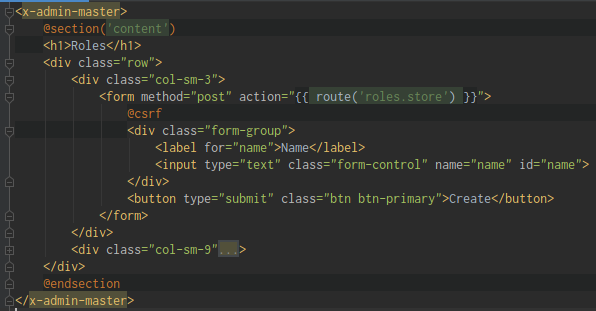 <x-admin-master>
@section('content')
<h1>Roles</h1>
<div class="row">
<div class="col-sm-3">
<form method="post" action="{{ route('roles.store') }}">
@csrf
<div class="form-group">
<label for="name">Name</label>
<input type="text" class="form-control" name="name" id="name">
</div>
<button type="submit" class="btn btn-primary">Create</button>
</form>
</div>
<div class="col-sm-9"...>
</div>
@endsection
</x-admin-master>